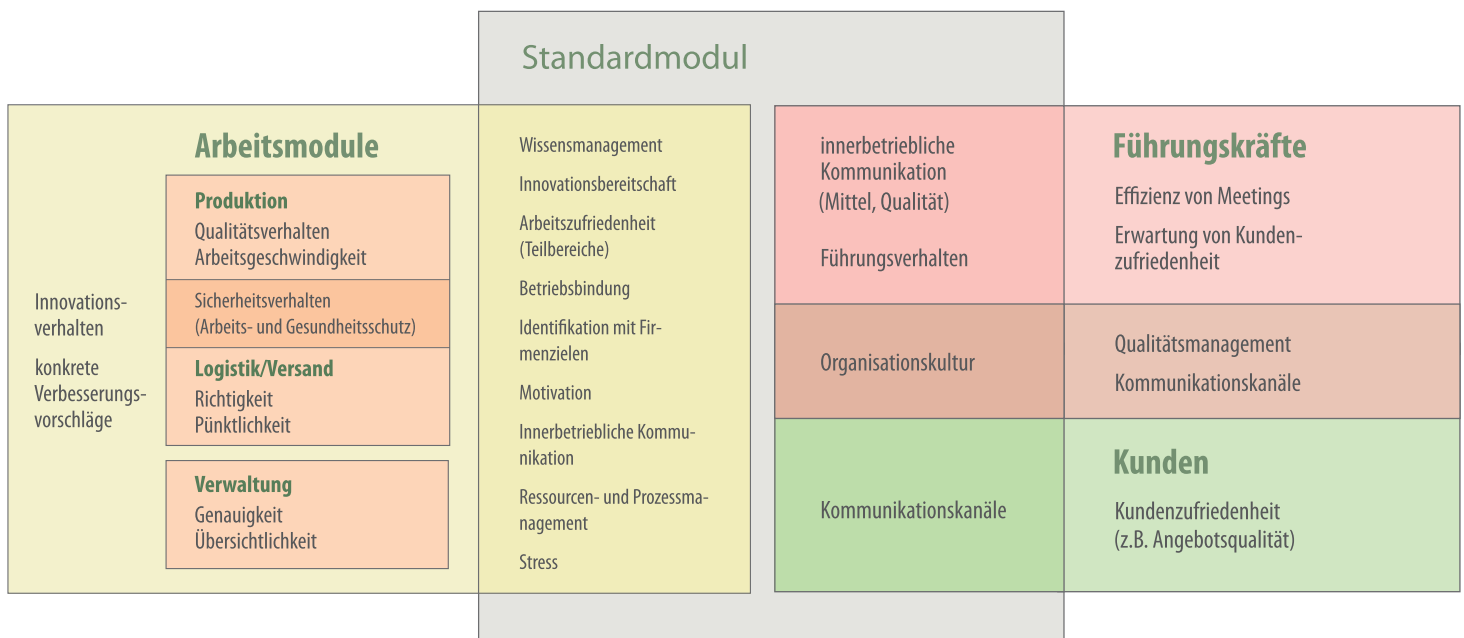 Standardmodul
Arbeitsmodule
Innovations-
verhalten
konkrete
Verbesserungs-
vorschläge
Produktion
Qualitätsverhalten
Arbeitsgeschwindigkeit
Sicherheitsverhalten
(Arbeits- und Gesundheitsschutz)
Logistik/Versand
Richtigkeit
Pünktlichkeit
Verwaltung
Genauigkeit
Übersichtlichkeit
Wissensmanagement
Innovationsbereitschaft
Arbeitszufriedenheit
(Teilbereiche)
Betriebsbindung
Identifikation mit Fir-
menzielen
Motivation
Innerbetriebliche Kommu-
nikation
Ressourcen- und Prozessma-
nagement
Stress
innerbetriebliche
Kommunikation
(Mittel, Qualität)
Führungsverhalten
Organisationskultur
Kommunikationskanäle
Führungskräfte
Effizienz von Meetings
Erwartung von Kunden-
zufriedenheit
Qualitätsmanagement
Kommunikationskanäle
Kunden
Kundenzufriedenheit
(z.B. Angebotsqualität)